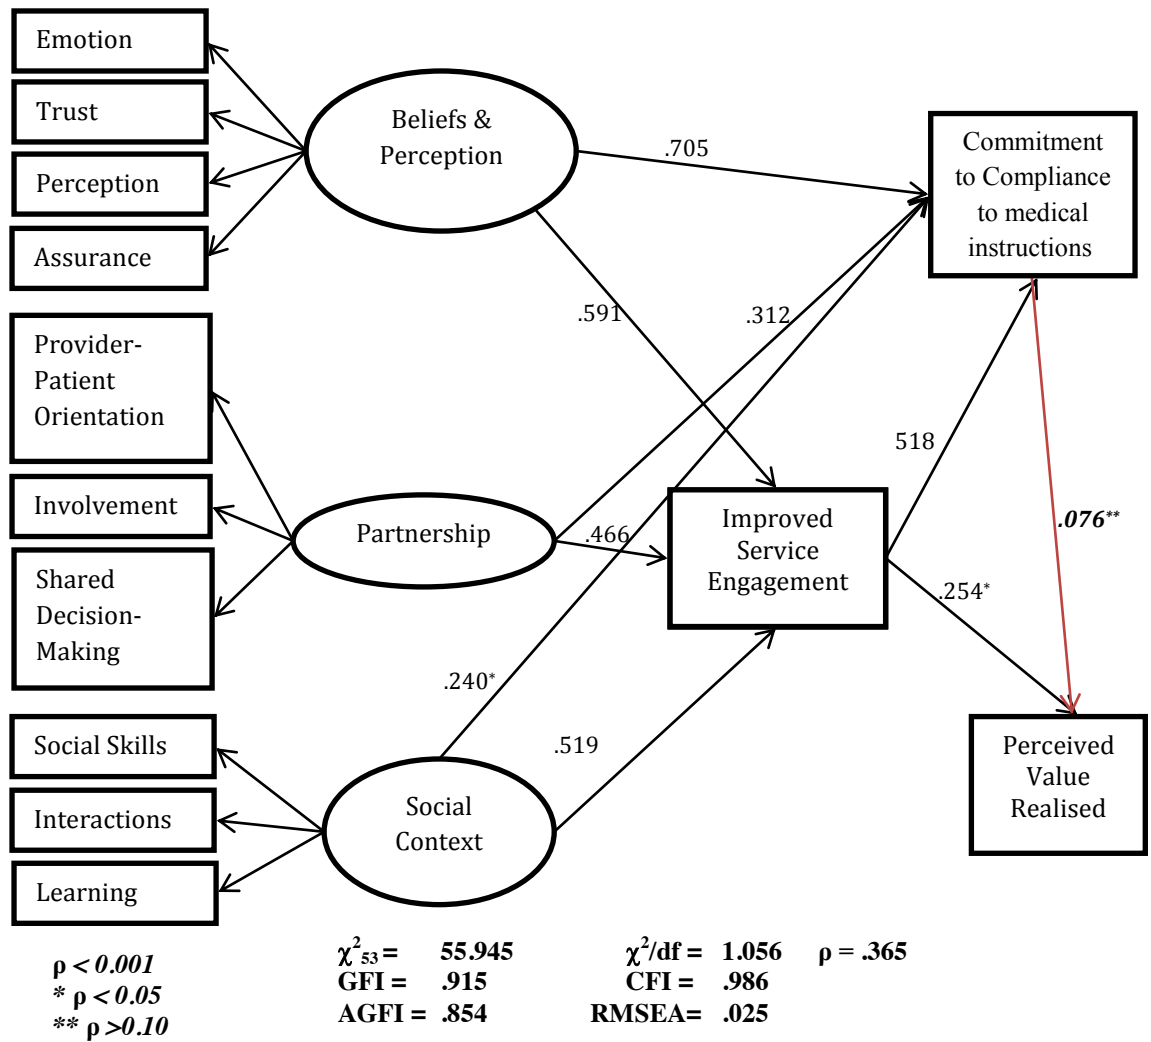 Emotion
Trust
Perception
Assurance
Provider-
Patient
Orientation
Involvement
Shared
Decision-
Making
Social Skills
Interactions
Learning
Beliefs &
Perception
Partnership
Social
Context
.705
.591
.312
.466
.240*
.519
518
.254*
.076**
Improved
Service
Engagement
Commitment
to Compliance
to medical
instructions
Perceived
Value
Realised
ρ < 0.001
* ρ < 0.05
** ρ >0.10
χ²₅₃ = 55.945 χ²/df = 1.056 ρ = .365
GFI = .915 CFI = .986
AGFI = .854 RMSEA= .025